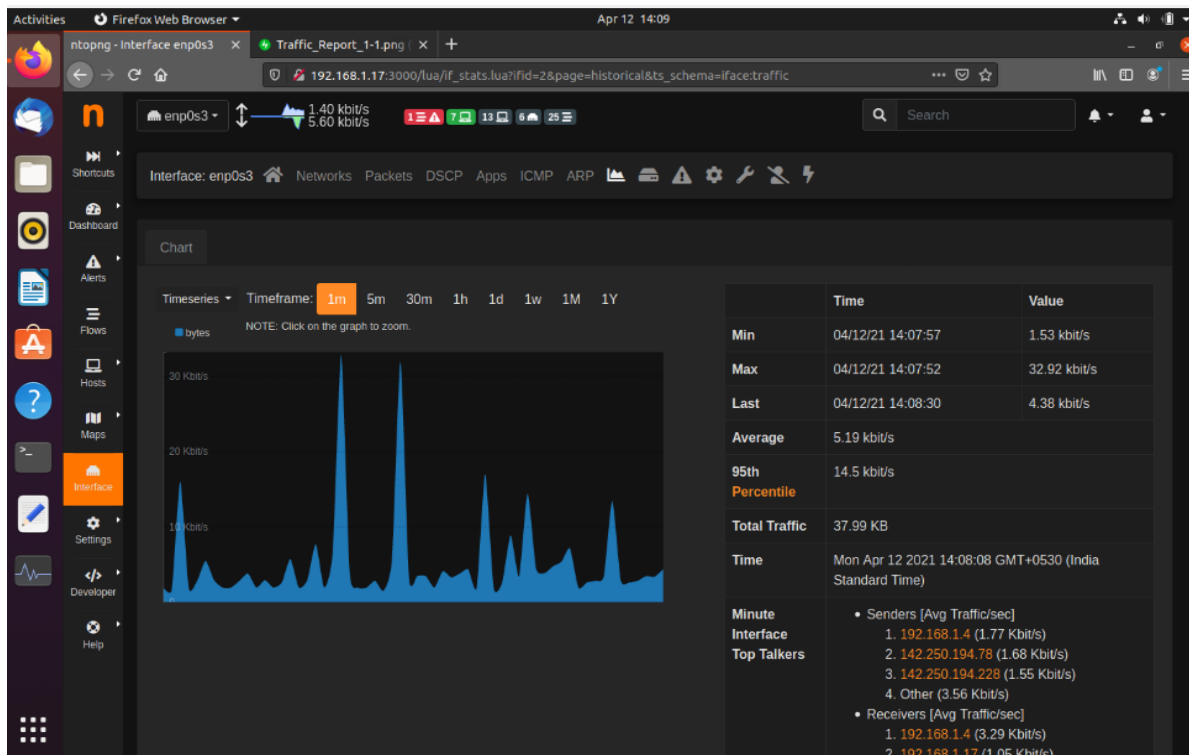 Activities Firefox Web Browser Apr 12 14:09
ntopng - Interface enp0s3 Traffic_Report_1-1.png (
192.168.1.17:3000/lua/if_stats.lua?ifid=2&page=historical&ts_schema=iface:traffic
n enp0s3 1.40 kbit/s 1 7 13 6 25 Search
5.60 kbit/s
Shortcuts
Dashboard
Alerts
Flows
Hosts
Maps
Interface
Settings
Developer
Help
Interface: enp0s3 Networks Packets DSCP Apps ICMP ARP
Chart
Timeseries Timeframe: 1m 5m 30m 1h 1d 1w 1M 1Y
bytes NOTE: Click on the graph to zoom.
30 Kbit/s
20 Kbit/s
10 Kbit/s
0
Time Value
Min 04/12/21 14:07:57 1.53 kbit/s
Max 04/12/21 14:07:52 32.92 kbit/s
Last 04/12/21 14:08:30 4.38 kbit/s
Average 5.19 kbit/s
95th Percentile 14.5 kbit/s
Total Traffic 37.99 KB
Time Mon Apr 12 2021 14:08:08 GMT+0530 (India
Standard Time)
Minute
Interface
Top Talkers
• Senders [Avg Traffic/sec]
1. 192.168.1.4 (1.77 Kbit/s)
2. 142.250.194.78 (1.68 Kbit/s)
3. 142.250.194.228 (1.55 Kbit/s)
4. Other (3.56 Kbit/s)
• Receivers [Avg Traffic/sec]
1. 192.168.1.4 (3.29 Kbit/s)
2. 192.168.1.17 (1.05 Kbit/s)